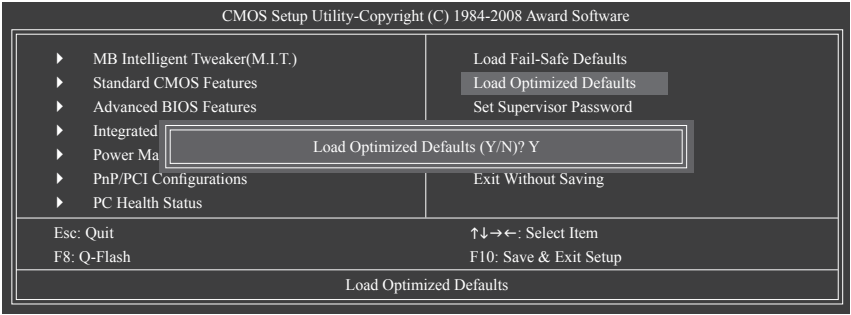 CMOS Setup Utility-Copyright (C) 1984-2008 Award Software
MB Intelligent Tweaker(M.I.T.)
Standard CMOS Features
Advanced BIOS Features
Integrated
Power Ma
PnP/PCI Configurations
PC Health Status
Load Fail-Safe Defaults
Load Optimized Defaults
Set Supervisor Password
Exit Without Saving
Load Optimized Defaults (Y/N)? Y
Esc: Quit
F8: Q-Flash
↑↓→←: Select Item
F10: Save & Exit Setup
Load Optimized Defaults